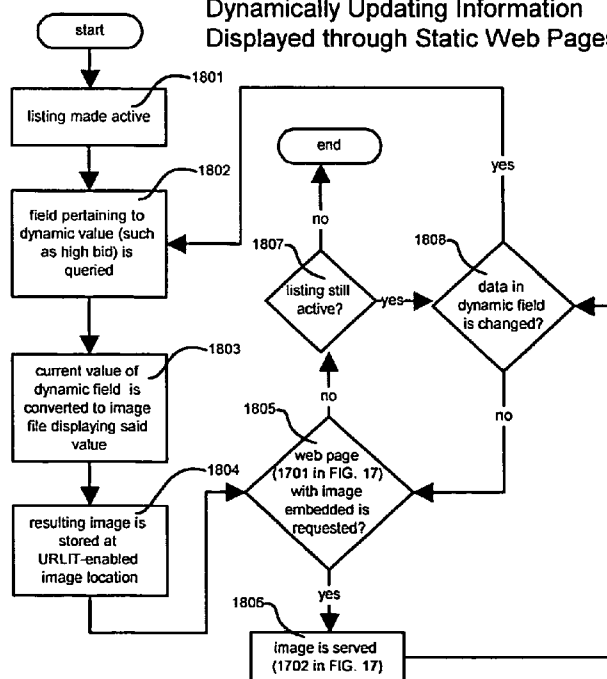 Dynamically Updating Information
Displayed through Static Web Pages
start
1801
listing made active
1802
field pertaining to
dynamic value (such
as high bid) is
queried
1803
current value of
dynamic field is
converted to image
file displaying said
value
1804
resulting image is
stored at
URLIT-enabled
image location
1805
web page
(1701 in FIG. 17)
with image
embedded is
requested?
yes
1806
image is served
(1702 in FIG. 17)
no
1807
listing still
active?
no
end
yes
1808
data in
dynamic field
is changed?
yes
no